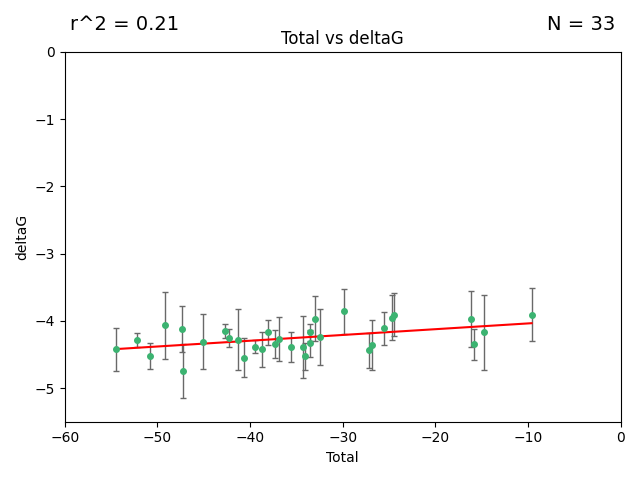 r^2 = 0.21
N = 33
Total vs deltaG
0
−1
−2
−3
−4
−5
deltaG
−60
−50
−40
−30
−20
−10
0
Total